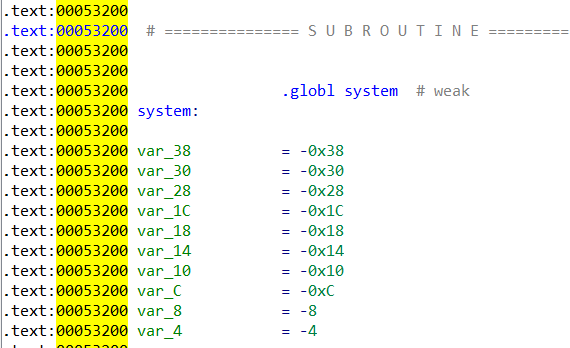 .text:00053200
.text:00053200 # =============== S U B R O U T I N E =========
.text:00053200
.text:00053200
.text:00053200 .globl system # weak
.text:00053200 system:
.text:00053200
.text:00053200 var_38 = -0x38
.text:00053200 var_30 = -0x30
.text:00053200 var_28 = -0x28
.text:00053200 var_1C = -0x1C
.text:00053200 var_18 = -0x18
.text:00053200 var_14 = -0x14
.text:00053200 var_10 = -0x10
.text:00053200 var_C = -0xC
.text:00053200 var_8 = -8
.text:00053200 var_4 = -4